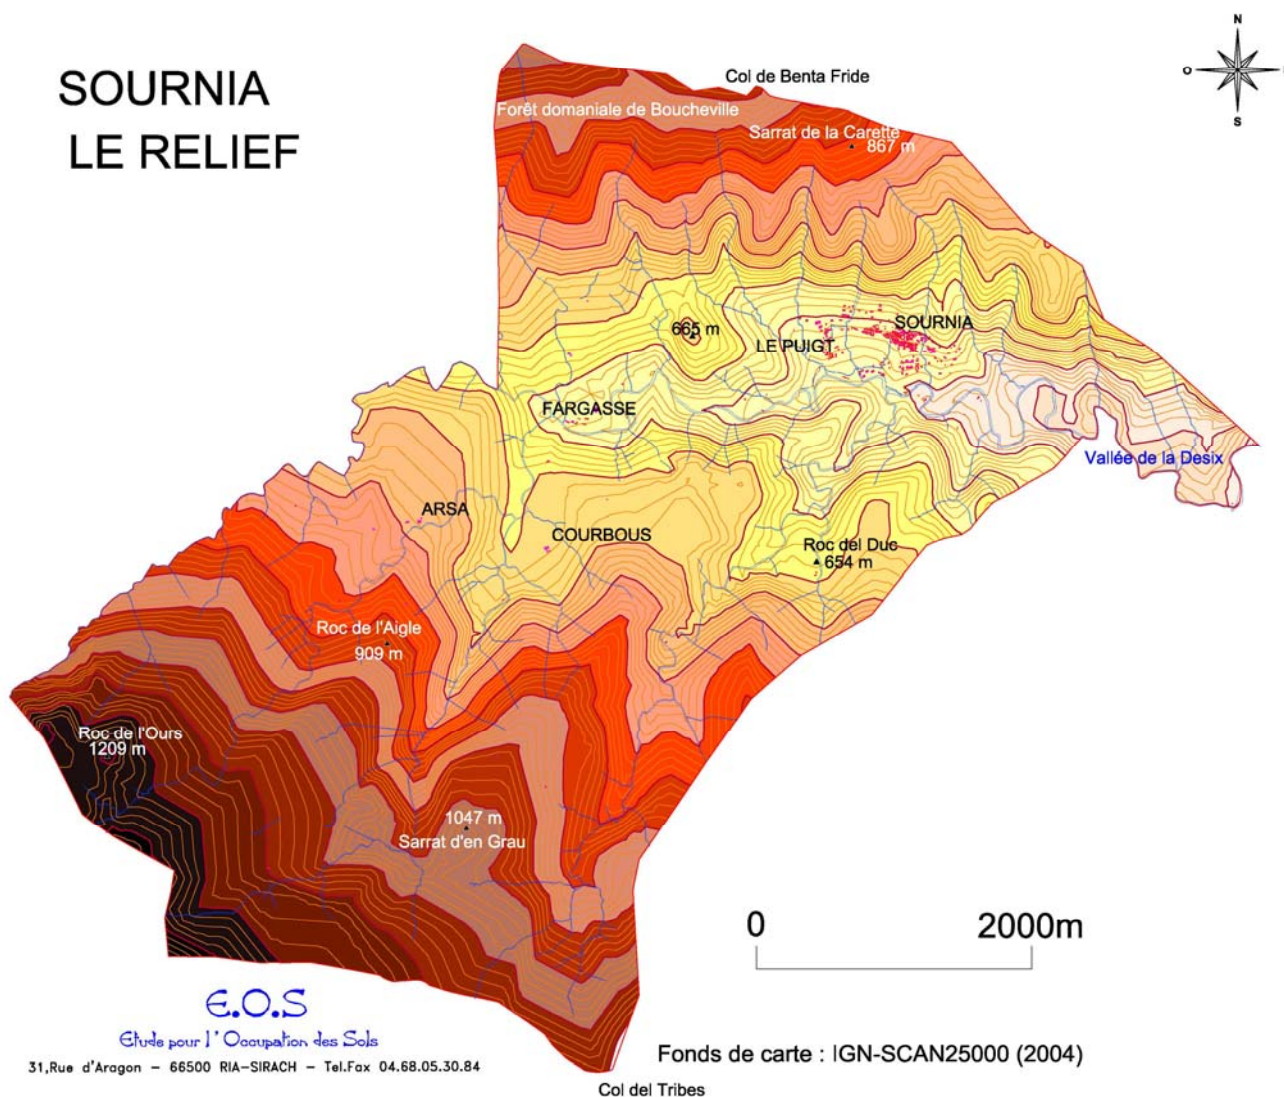 SOURNIA
LE RELIEF
N
O
S
Col de Benta Fride
Forêt domaniale de Boucheville
Sarrat de la Carette
867 m
665 m
SOURNIA
LE PUIGT
FARGASSE
Vallée de la Desix
ARSA
COURBOUS
Roc del Duc
654 m
Roc de l'Aigle
909 m
Roc de l'Ours
1209 m
1047 m
Sarrat d'en Grau
0 2000m
E.O.S
Etude pour l'Occupation des Sols
31,Rue d'Aragon - 66500 RIA-SIRACH - Tel.Fax 04.68.05.30.84
Fonds de carte : IGN-SCAN25000 (2004)
Col del Tribes